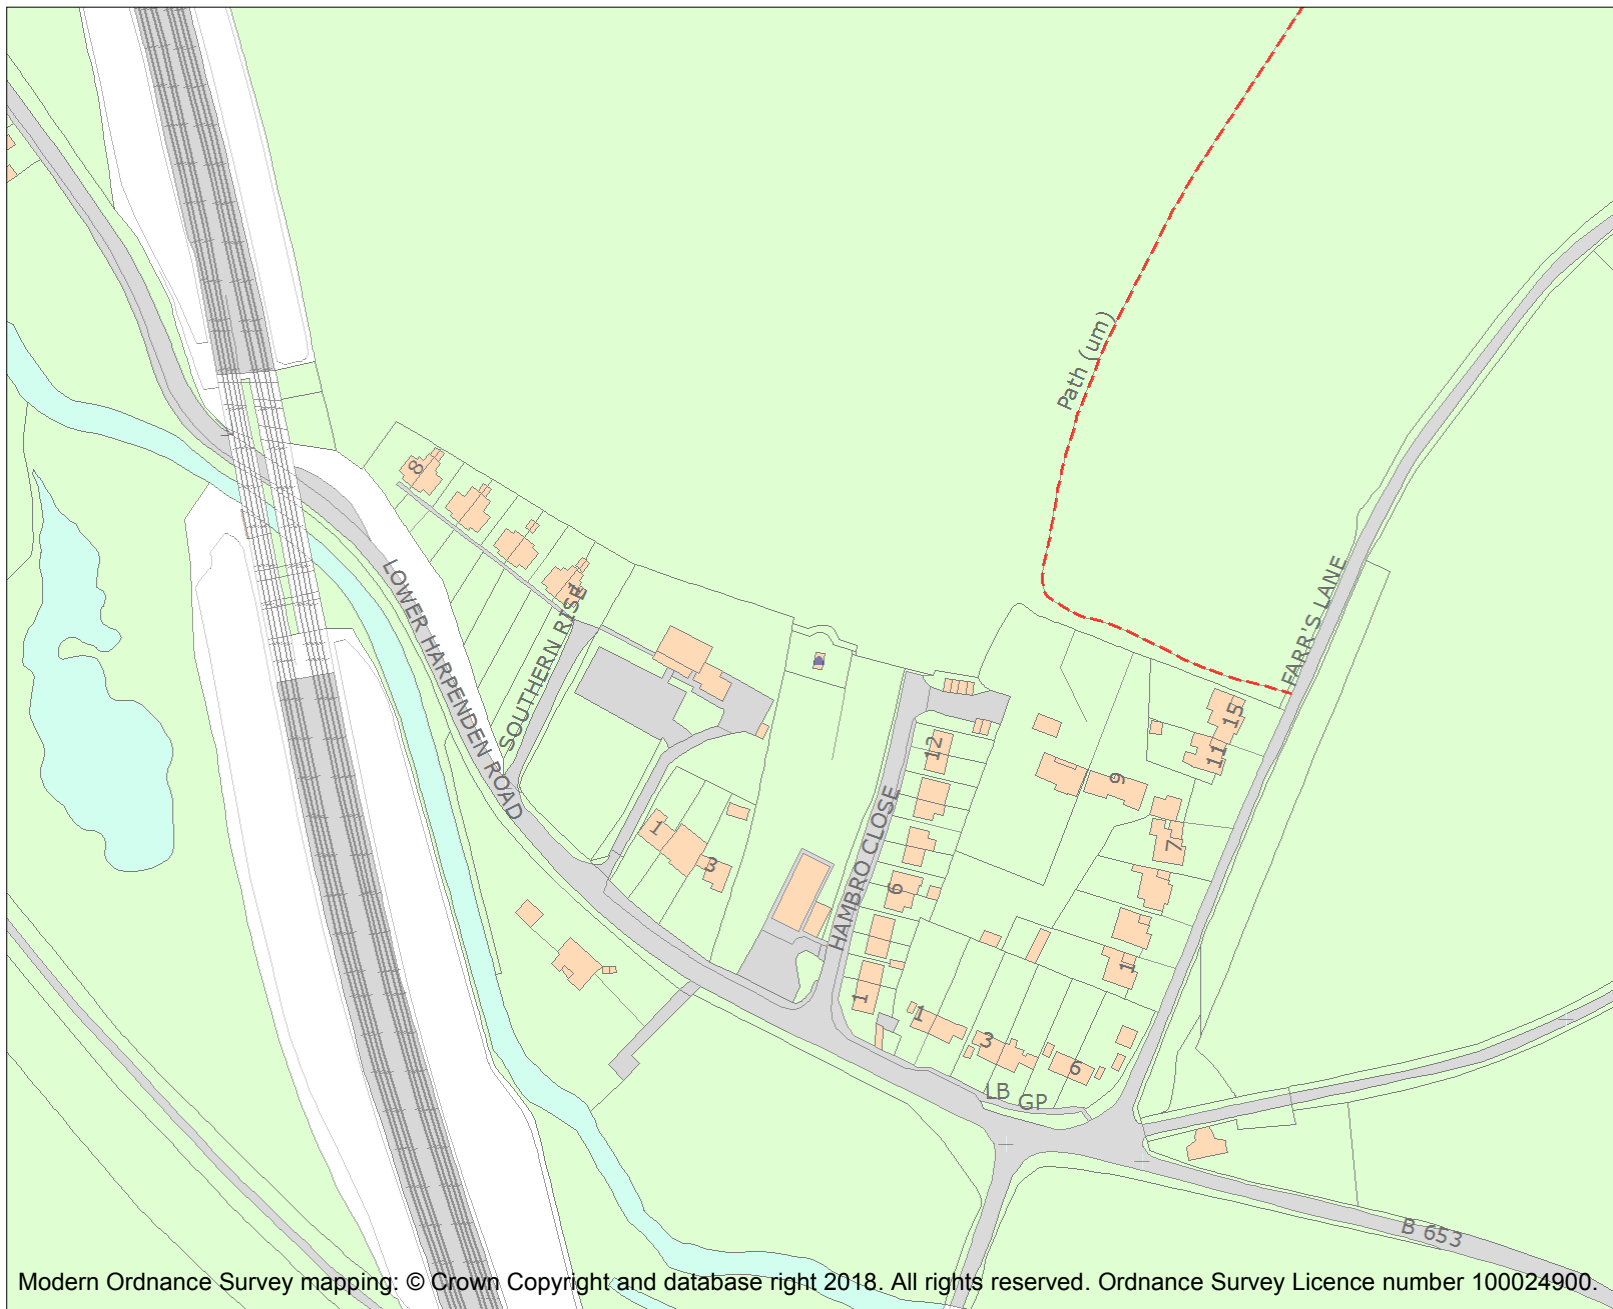 Path (um)
8
1
SOUTHERN RISE
LOWER HARPENDEN ROAD
FARR'S LANE
15
11
12
9
7
HAMBRO CLOSE
1
3
6
1
1
1
3
6
LB
GP
B 653
Modern Ordnance Survey mapping: © Crown Copyright and database right 2018. All rights reserved. Ordnance Survey Licence number 100024900.